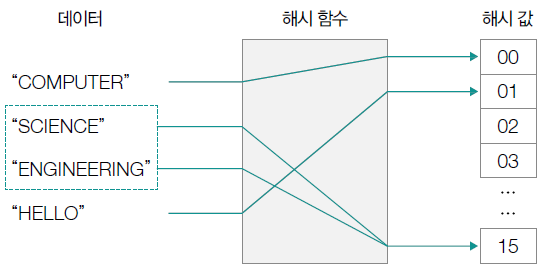 데이터 해시 함수 해시 값
“COMPUTER” 00
01
“SCIENCE” 02
“ENGINEERING” 03
...
“HELLO” ...
15